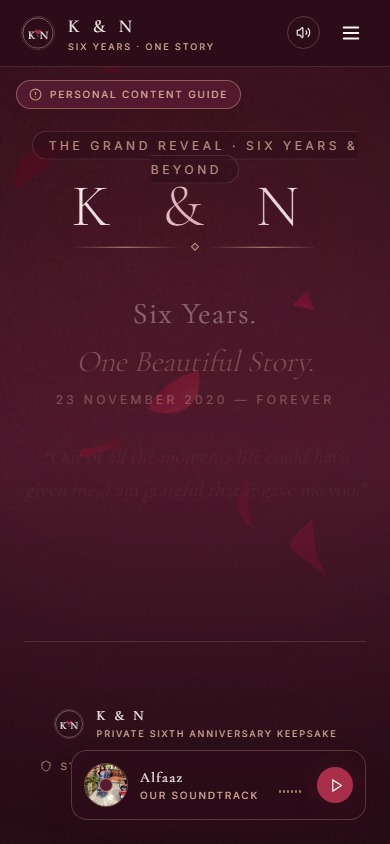 K & N
SIX YEARS · ONE STORY
PERSONAL CONTENT GUIDE
THE GRAND REVEAL · SIX YEARS &
BEYOND
K & N
Six Years.
One Beautiful Story.
23 NOVEMBER 2020 — FOREVER
"Out of all the moments life could have
given me, I am grateful that it gave me you."
K & N
PRIVATE SIXTH ANNIVERSARY KEEPSAKE
Alfaaz
OUR SOUNDTRACK